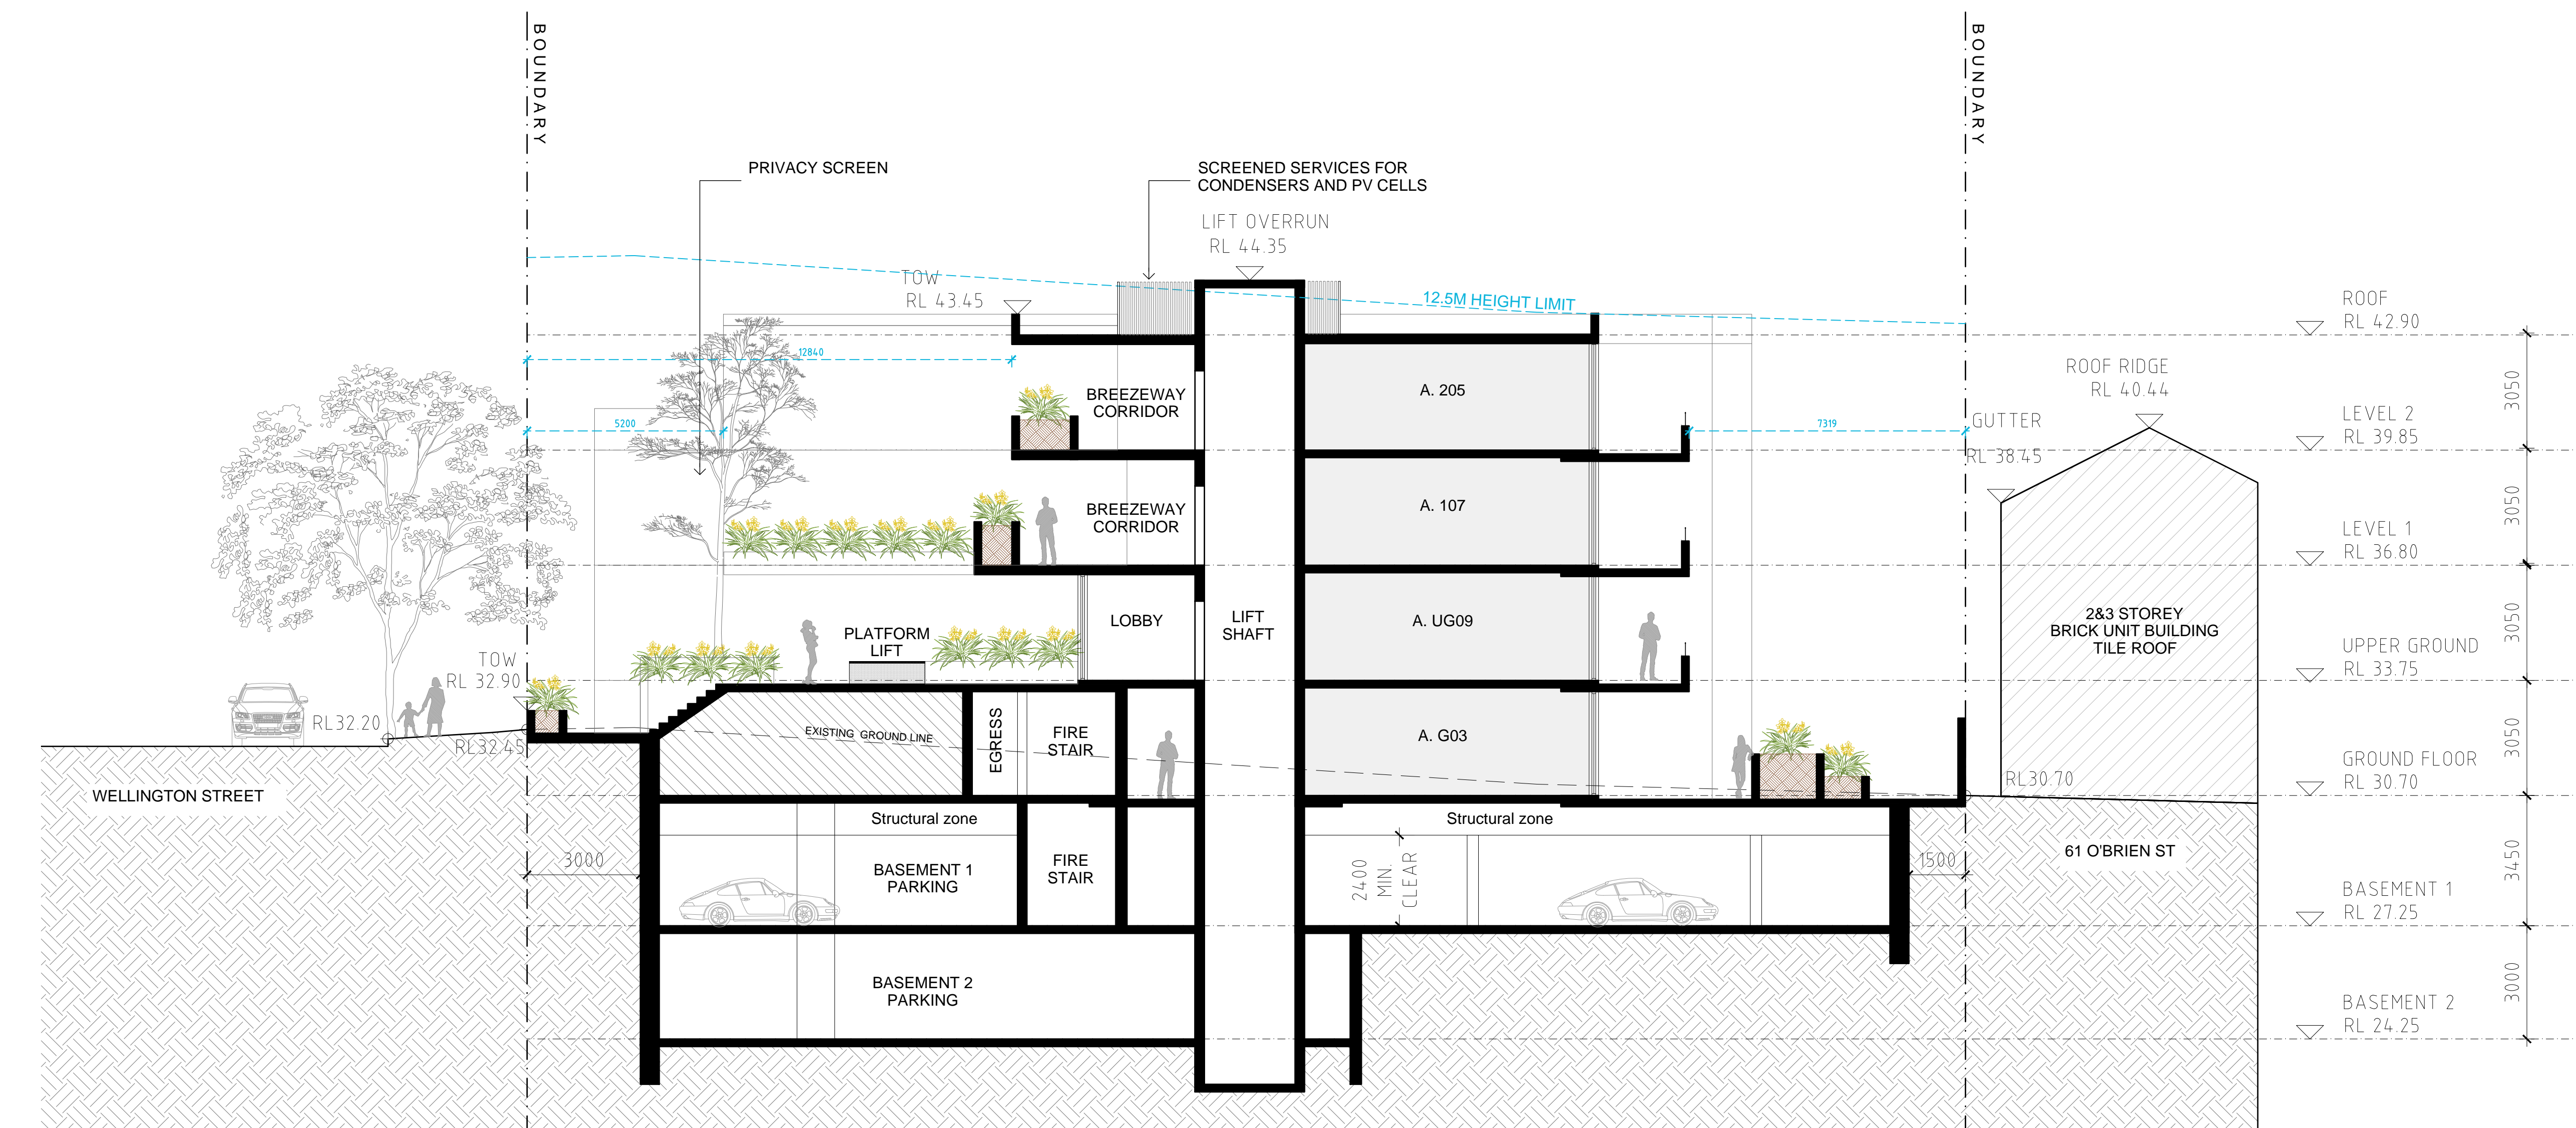 BOUNDARY
BOUNDARY
PRIVACY SCREEN
SCREENED SERVICES FOR
CONDENSERS AND PV CELLS
LIFT OVERRUN
RL 44.35
TOW
RL 43.45
12.5M HEIGHT LIMIT
ROOF
RL 42.90
12840
BREEZEWAY
CORRIDOR
A. 205
3050
ROOF RIDGE
RL 40.44
LEVEL 2
RL 39.85
5200
7319
GUTTER
RL 38.45
BREEZEWAY
CORRIDOR
A. 107
3050
LEVEL 1
RL 36.80
PLATFORM
LIFT
LOBBY
LIFT
SHAFT
A. UG09
2&3 STOREY
BRICK UNIT BUILDING
TILE ROOF
3050
UPPER GROUND
RL 33.75
TOW
RL 32.90
RL32.20
RL32.45
EXISTING GROUND LINE
EGRESS
FIRE
STAIR
A. G03
3050
GROUND FLOOR
RL 30.70
RL30.70
WELLINGTON STREET
Structural zone
Structural zone
3000
BASEMENT 1
PARKING
FIRE
STAIR
2400
MIN.
CLEAR
1500
61 O'BRIEN ST
3450
BASEMENT 1
RL 27.25
BASEMENT 2
PARKING
3000
BASEMENT 2
RL 24.25